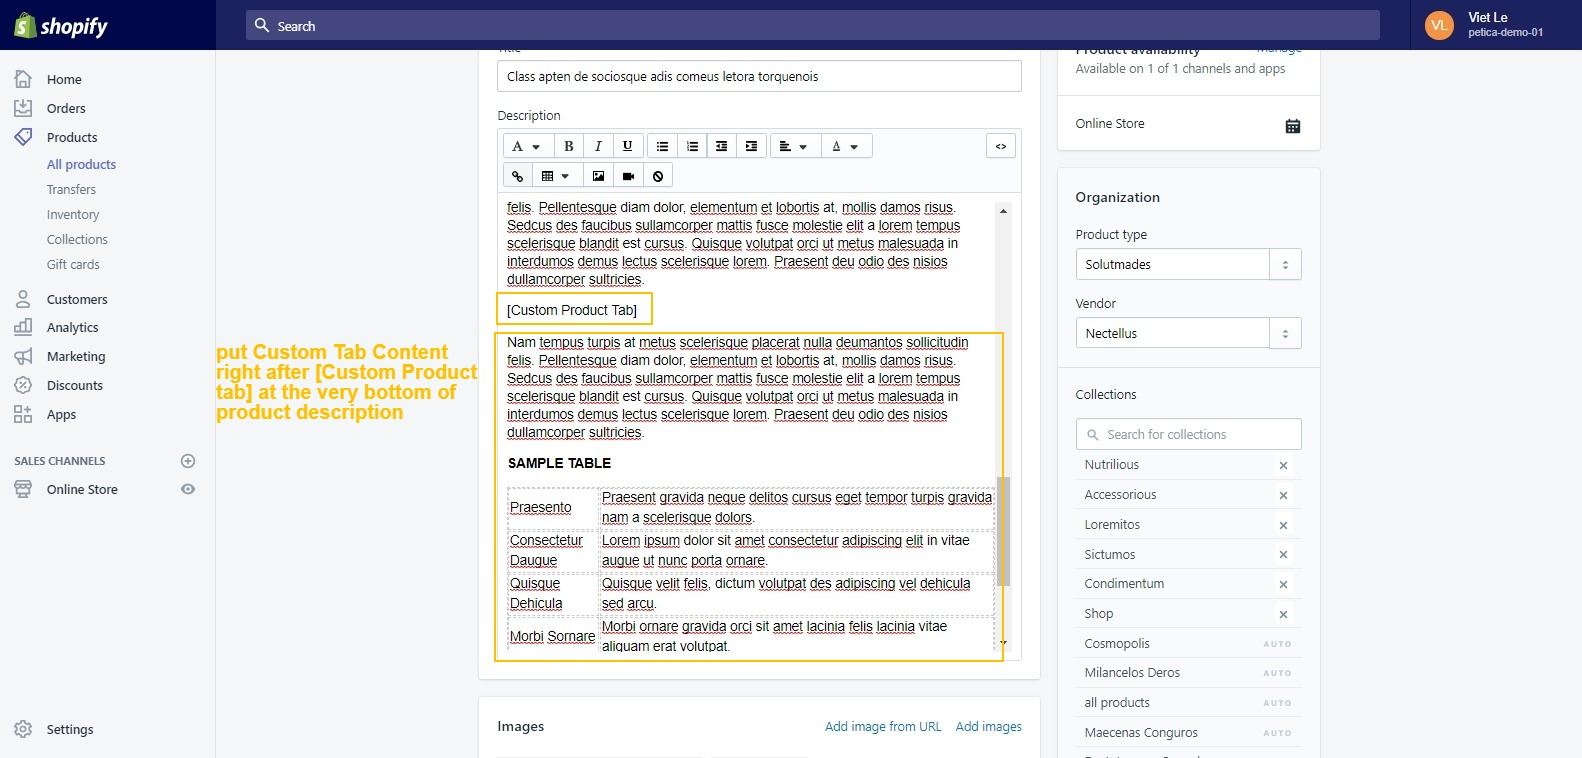 shopify
Search
VL
Viet Le
petica-demo-01
Home
Orders
Products
All products
Transfers
Inventory
Collections
Gift cards
Customers
Analytics
Marketing
Discounts
Apps
SALES CHANNELS
Online Store
Settings
put Custom Tab Content
right after [Custom Product
tab] at the very bottom of
product description
Title
Class apten de sociosque adis comeus letora torquenois
Description
A
B
I
U
A
<>
felis. Pellentesque diam dolor, elementum et lobortis at, mollis damos risus.
Sedcus des faucibus sullamcorper mattis fusce molestie elit a lorem tempus
scelerisque blandit est cursus. Quisque volutpat orci ut metus malesuada in
interdumos demus lectus scelerisque lorem. Praesent deu odio des nisios
dullamcorper sultricies.
[Custom Product Tab]
Nam tempus turpis at metus scelerisque placerat nulla deumantos sollicitudin
felis. Pellentesque diam dolor, elementum et lobortis at, mollis damos risus.
Sedcus des faucibus sullamcorper mattis fusce molestie elit a lorem tempus
scelerisque blandit est cursus. Quisque volutpat orci ut metus malesuada in
interdumos demus lectus scelerisque lorem. Praesent deu odio des nisios
dullamcorper sultricies.
SAMPLE TABLE
Praesento
Praesent gravida neque delitos cursus eget tempor turpis gravida
nam a scelerisque dolors.
Consectetur
Daugue
Lorem ipsum dolor sit amet consectetur adipiscing elit in vitae
augue ut nunc porta ornare.
Quisque
Dehicula
Quisque velit felis, dictum volutpat des adipiscing vel dehicula
sed arcu.
Morbi Sornare
Morbi ornare gravida orci sit amet lacinia felis lacinia vitae
aliquam erat volutpat.
Images
Add image from URL
Add images
Product availability
Manage
Available on 1 of 1 channels and apps
Online Store
Organization
Product type
Solutmades
Vendor
Nectellus
Collections
Search for collections
Nutrilious
Accessorious
Loremitos
Sictumos
Condimentum
Shop
Cosmopolis AUTO
Milancelos Deros AUTO
all products AUTO
Maecenas Conguros AUTO